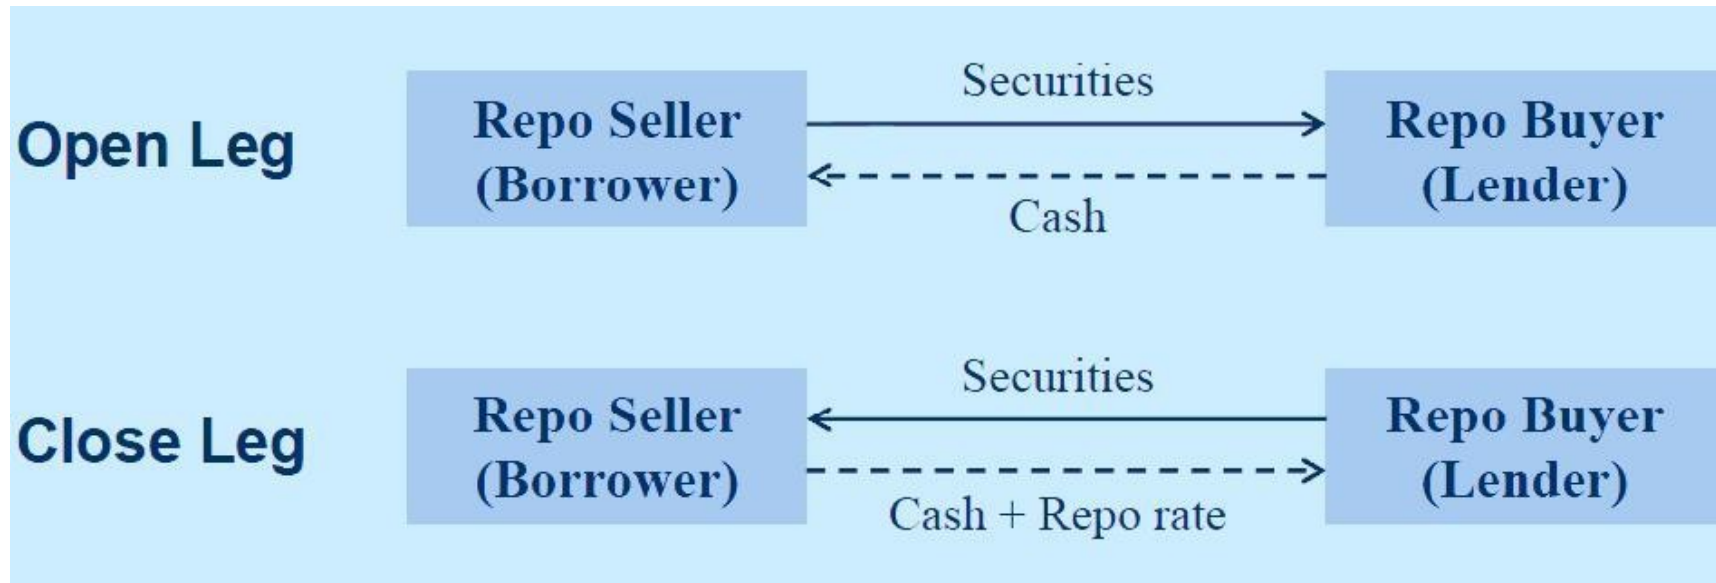 Open Leg
Repo Seller
(Borrower)
Securities
Cash
Repo Buyer
(Lender)
Close Leg
Repo Seller
(Borrower)
Securities
Cash + Repo rate
Repo Buyer
(Lender)